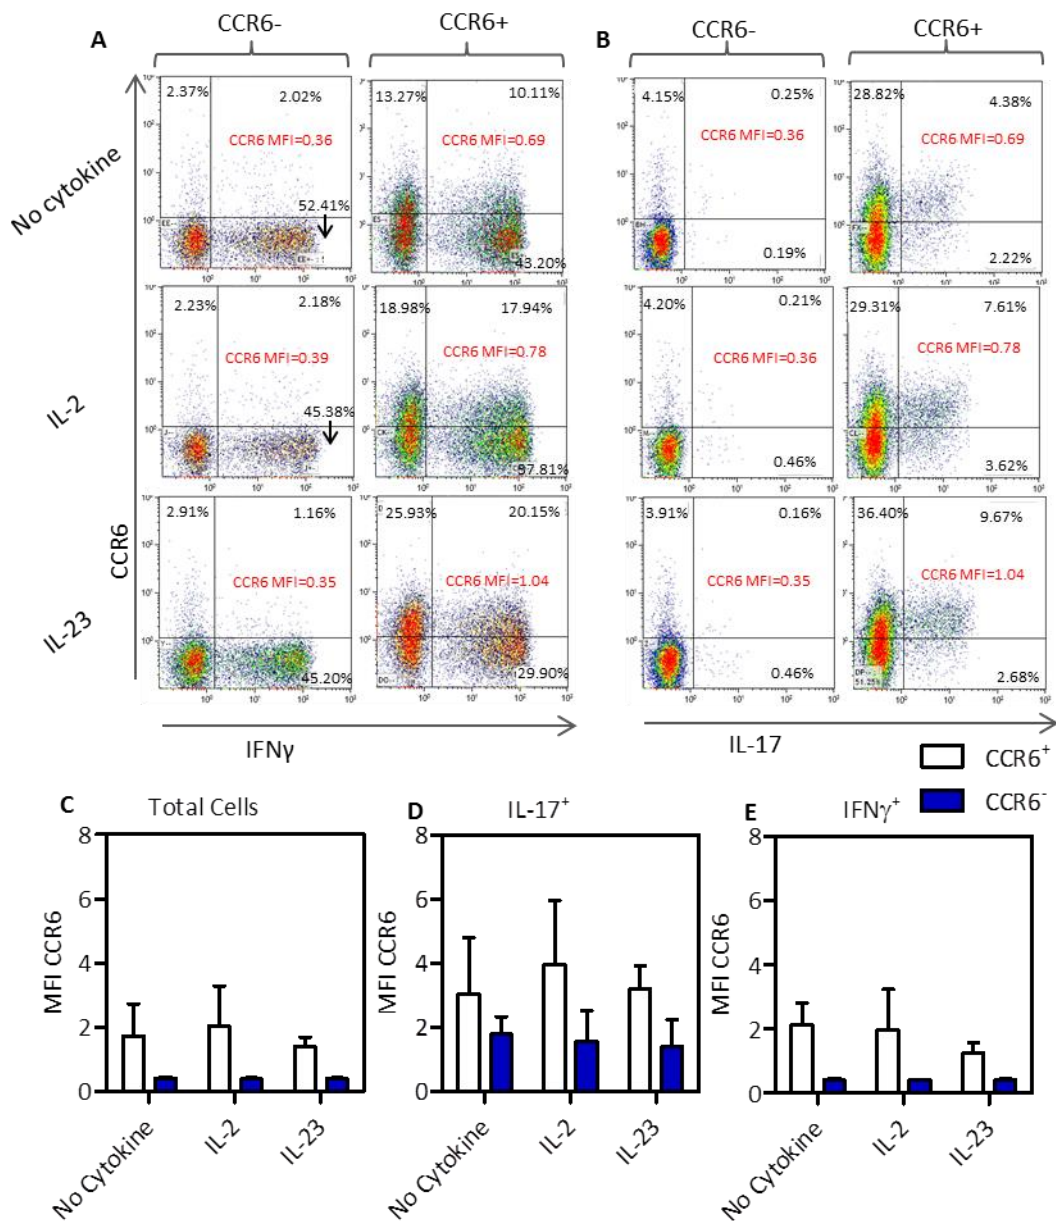 A
CCR6-
CCR6+
B
CCR6-
CCR6+
No cytokine
2.37%
2.02%
CCR6 MFI=0.36
52.41%
13.27%
10.11%
CCR6 MFI=0.69
43.20%
4.15%
0.25%
CCR6 MFI=0.36
0.19%
28.82%
4.38%
CCR6 MFI=0.69
2.22%
IL-2
2.23%
2.18%
CCR6 MFI=0.39
45.38%
18.98%
17.94%
CCR6 MFI=0.78
4.20%
0.21%
CCR6 MFI=0.36
0.46%
29.31%
7.61%
CCR6 MFI=0.78
3.62%
IL-23
2.91%
1.16%
CCR6 MFI=0.35
45.20%
25.93%
20.15%
CCR6 MFI=1.04
29.90%
3.91%
0.16%
CCR6 MFI=0.35
0.46%
36.40%
9.67%
CCR6 MFI=1.04
2.68%
CCR6
IFNγ
IL-17
CCR6⁺
CCR6⁻
C
Total Cells
MFI CCR6
8
6
4
2
0
No Cytokine
IL-2
IL-23
D
IL-17⁺
MFI CCR6
8
6
4
2
0
No Cytokine
IL-2
IL-23
E
IFNγ⁺
MFI CCR6
8
6
4
2
0
No Cytokine
IL-2
IL-23